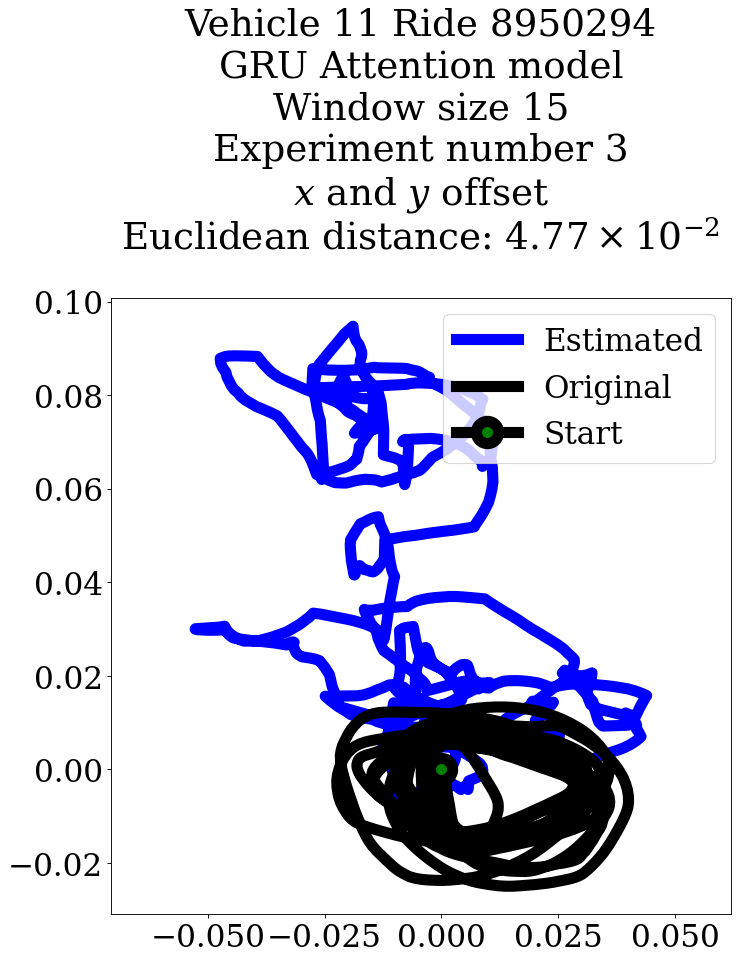 Vehicle 11 Ride 8950294
GRU Attention model
Window size 15
Experiment number 3
x and y offset
Euclidean distance: 4.77 × 10⁻²
0.10
0.08
0.06
0.04
0.02
0.00
−0.02
Estimated
Original
Start
−0.050 −0.025 0.000 0.025 0.050